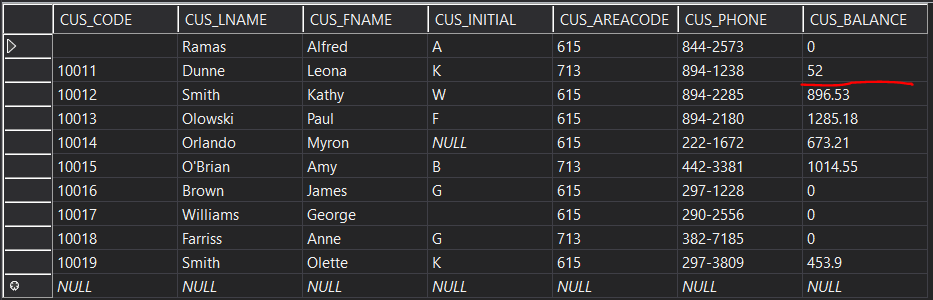 CUS_CODE CUS_LNAME CUS_FNAME CUS_INITIAL CUS_AREACODE CUS_PHONE CUS_BALANCE
Ramas Alfred A 615 844-2573 0
10011 Dunne Leona K 713 894-1238 52
10012 Smith Kathy W 615 894-2285 896.53
10013 Olowski Paul F 615 894-2180 1285.18
10014 Orlando Myron NULL 615 222-1672 673.21
10015 O'Brian Amy B 713 442-3381 1014.55
10016 Brown James G 615 297-1228 0
10017 Williams George 615 290-2556 0
10018 Farriss Anne G 713 382-7185 0
10019 Smith Olette K 615 297-3809 453.9
NULL NULL NULL NULL NULL NULL NULL